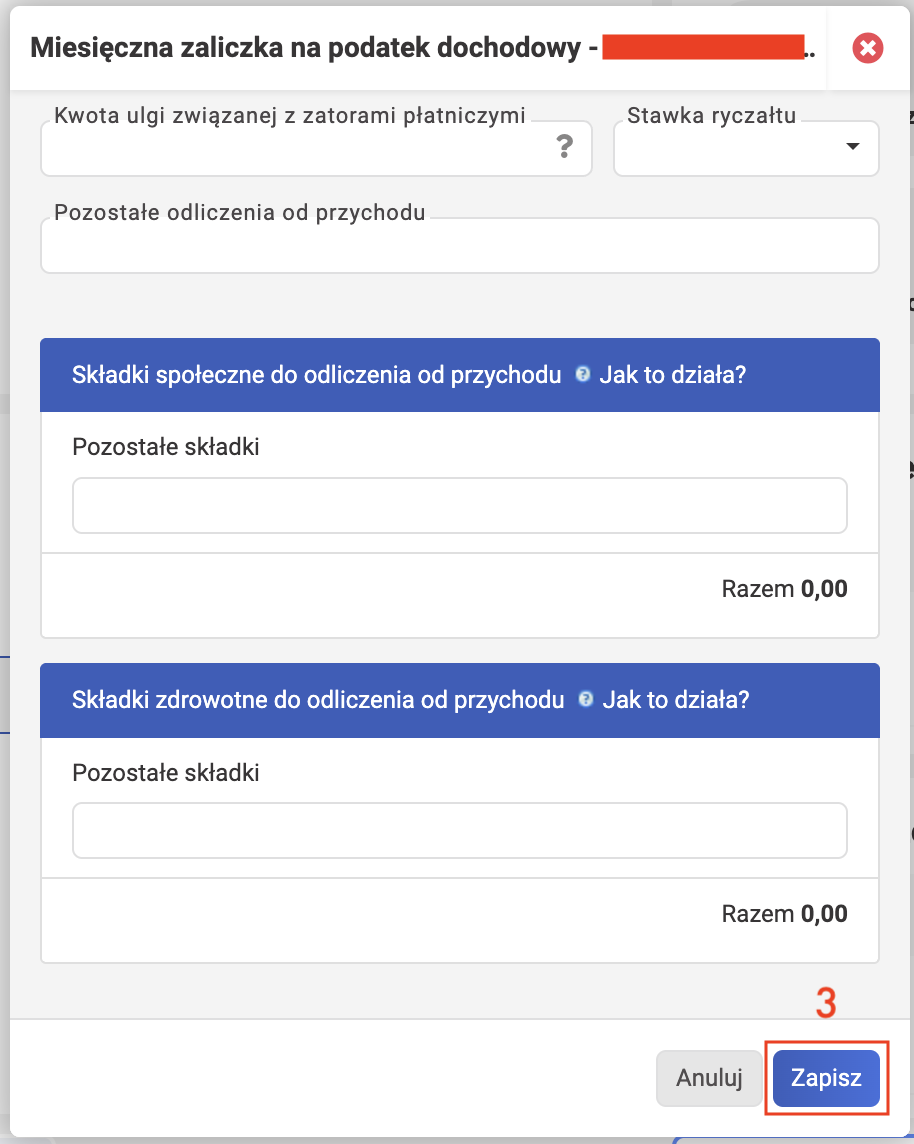 Miesięczna zaliczka na podatek dochodowy - ..
Kwota ulgi związanej z zatorami płatniczymi
?
Stawka ryczałtu
Pozostałe odliczenia od przychodu
Składki społeczne do odliczenia od przychodu ? Jak to działa?
Pozostałe składki
Razem 0,00
Składki zdrowotne do odliczenia od przychodu ? Jak to działa?
Pozostałe składki
Razem 0,00
3
Anuluj
Zapisz